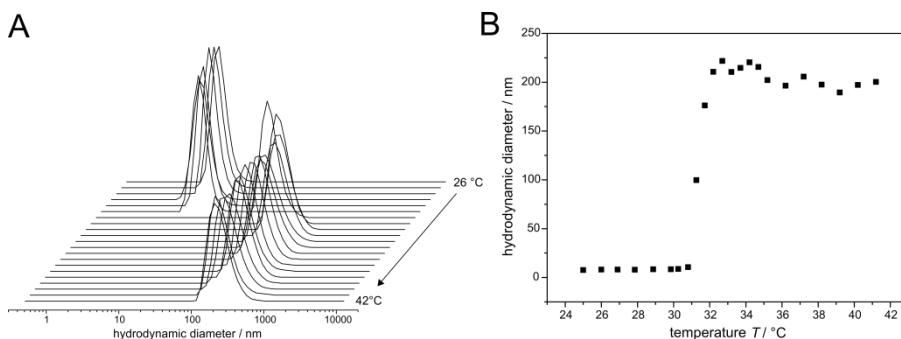 A
26 °C
42°C
1 10 100 1000 10000
hydrodynamic diameter / nm
B
250
200
150
100
50
0
hydrodynamic diameter / nm
24 26 28 30 32 34 36 38 40 42
temperature T / °C